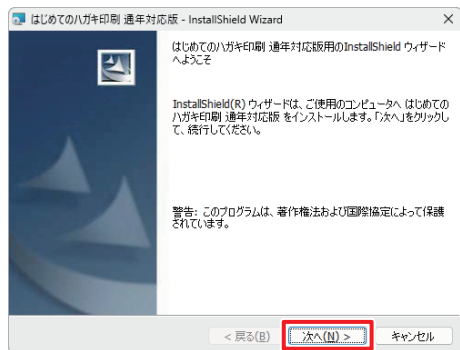 はじめてのハガキ印刷 通年対応版 - InstallShield Wizard
はじめてのハガキ印刷 通年対応版用のInstallShield ウィザード
へようこそ
InstallShield(R) ウィザードは、ご使用のコンピュータへ はじめての
ハガキ印刷 通年対応版 をインストールします。「次へ」をクリックし
て、続行してください。
警告: このプログラムは、著作権法および国際協定によって保護
されています。
< 戻る(B)
次へ(N) >
キャンセル